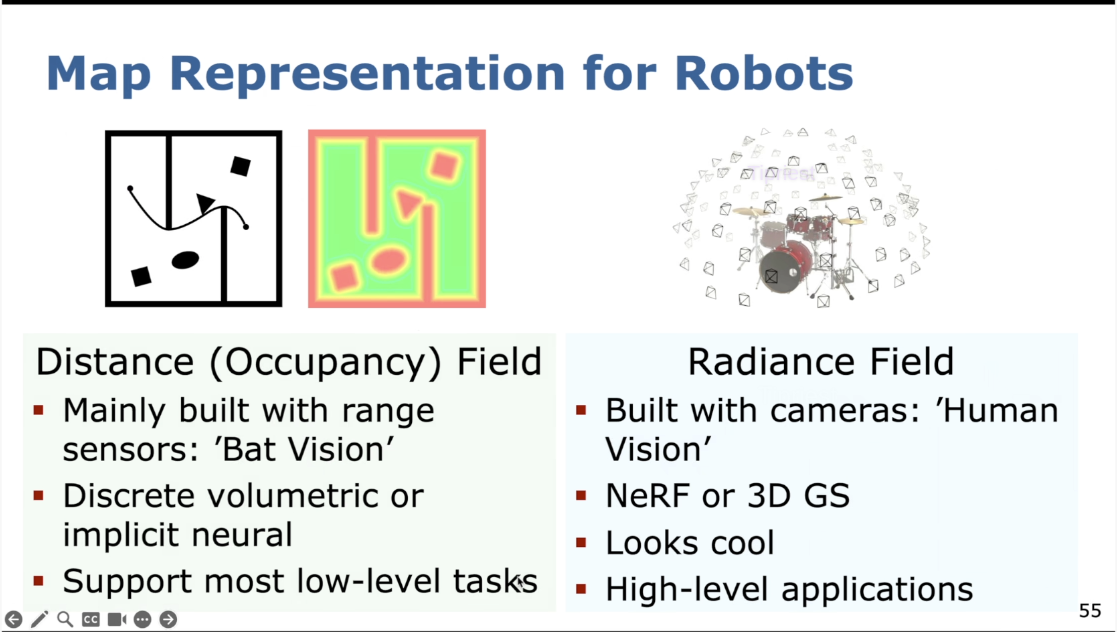 Map Representation for Robots
Distance (Occupancy) Field
▪ Mainly built with range
sensors: ’Bat Vision’
▪ Discrete volumetric or
implicit neural
▪ Support most low-level tasks
Radiance Field
▪ Built with cameras: ’Human
Vision’
▪ NeRF or 3D GS
▪ Looks cool
▪ High-level applications
CC
55